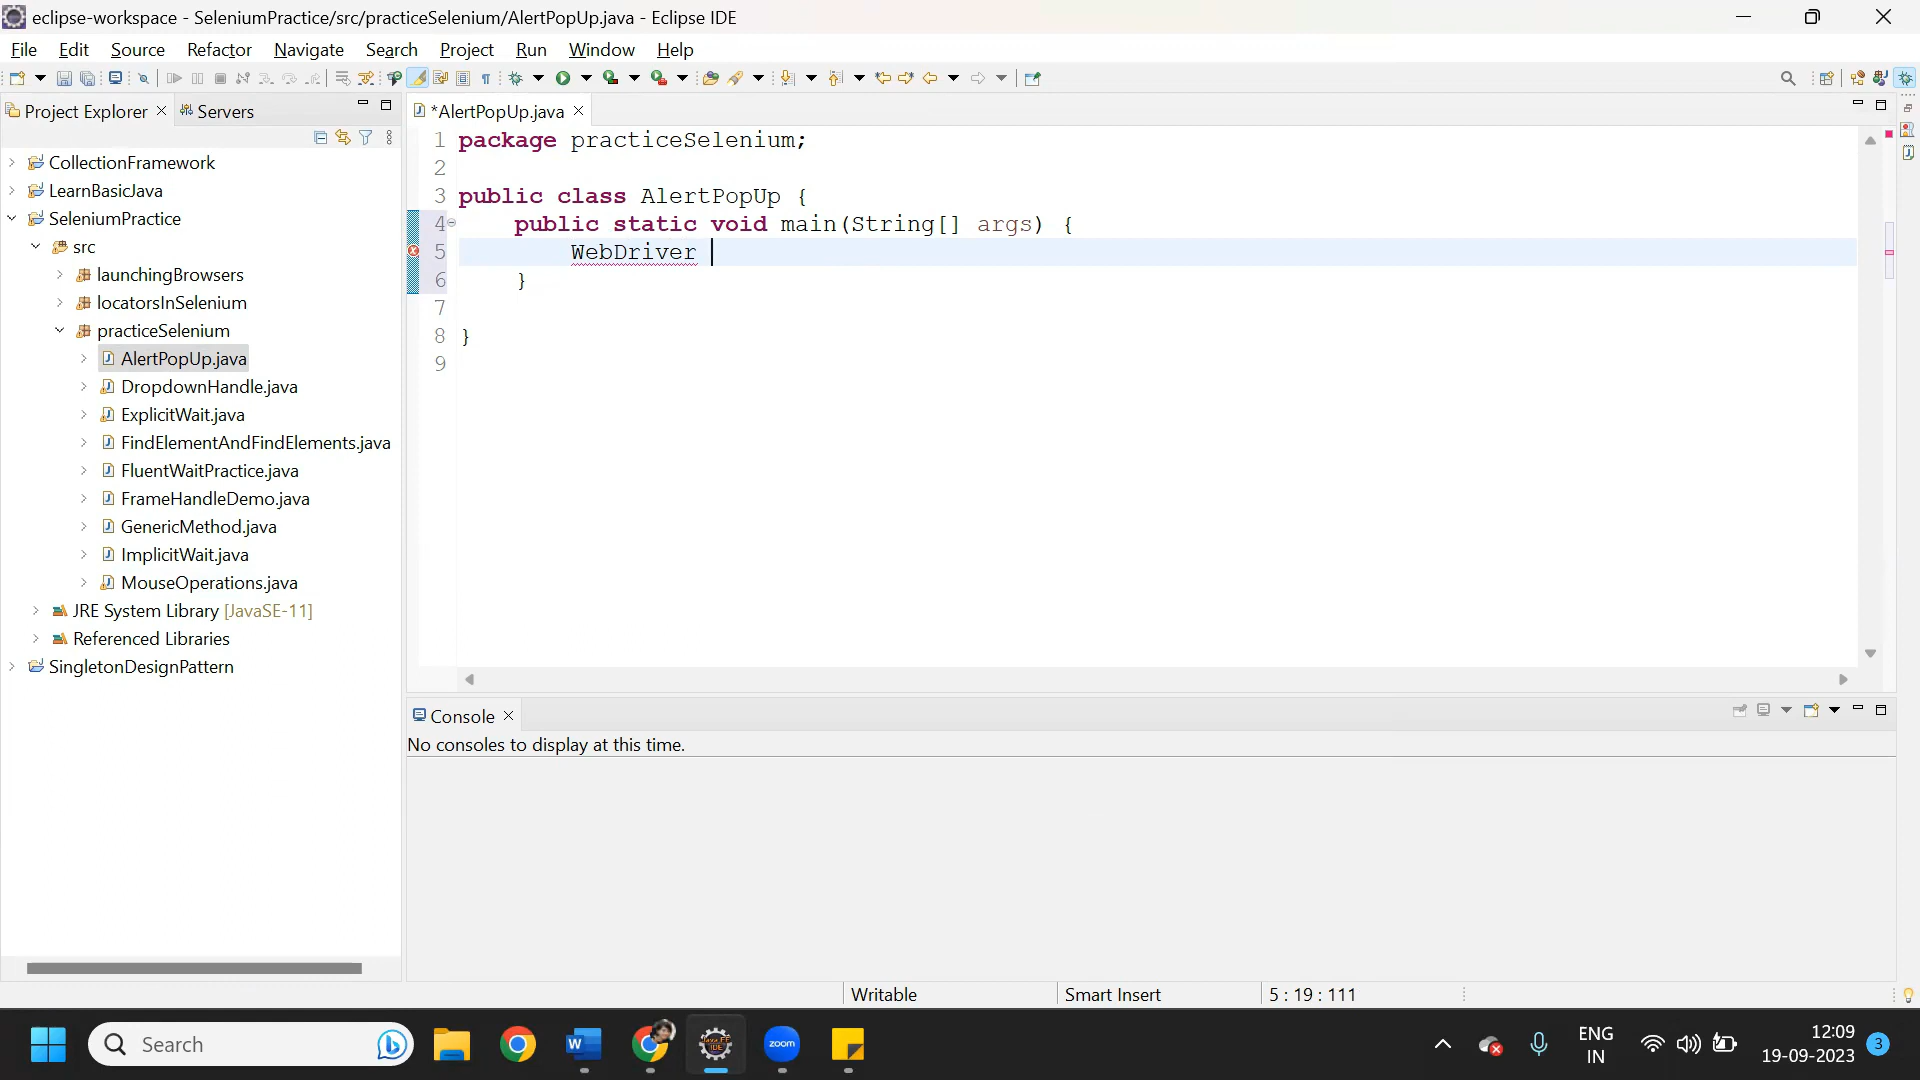 eclipse-workspace - SeleniumPractice/src/practiceSelenium/AlertPopUp.java - Eclipse IDE
File Edit Source Refactor Navigate Search Project Run Window Help
Project Explorer Servers
CollectionFramework
LearnBasicJava
SeleniumPractice
src
launchingBrowsers
locatorsInSelenium
practiceSelenium
AlertPopUp.java
DropdownHandle.java
ExplicitWait.java
FindElementAndFindElements.java
FluentWaitPractice.java
FrameHandleDemo.java
GenericMethod.java
ImplicitWait.java
MouseOperations.java
JRE System Library [JavaSE-11]
Referenced Libraries
SingletonDesignPattern
*AlertPopUp.java
1 package practiceSelenium;
2
3 public class AlertPopUp {
4 public static void main(String[] args) {
5 WebDriver
6 }
7
8 }
9
Console
No consoles to display at this time.
Writable Smart Insert 5 : 19 : 111
Search
zoom
ENG
IN
12:09
19-09-2023
3